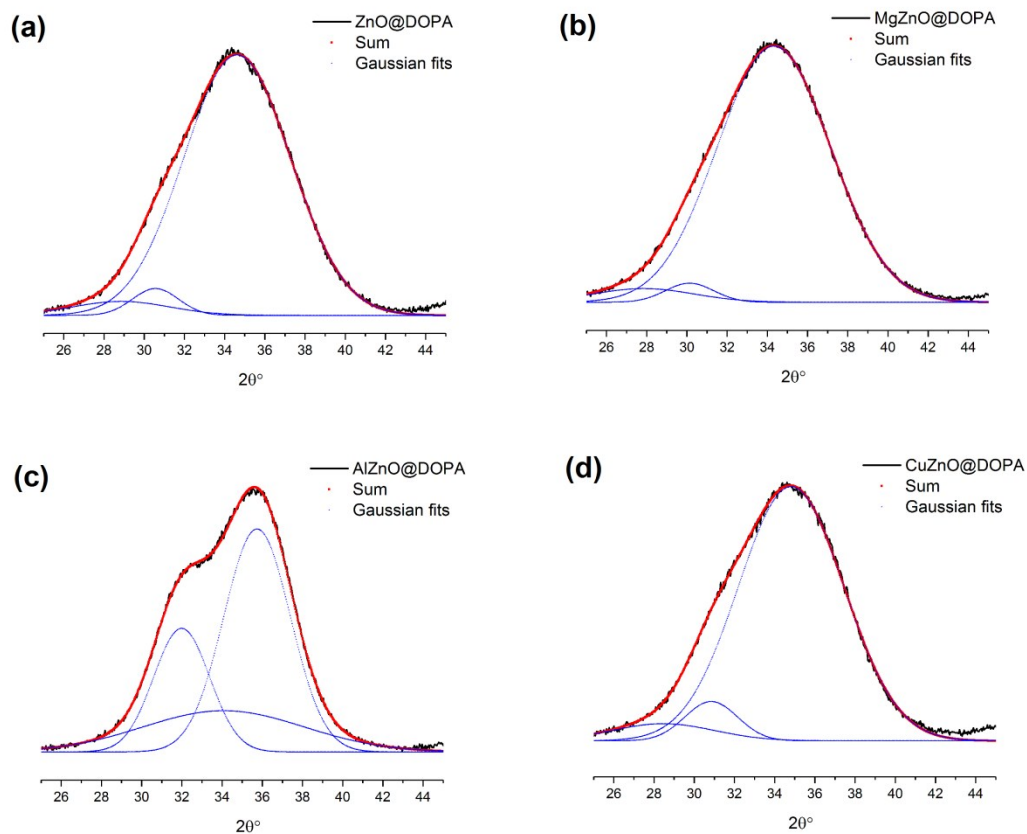 (a)
ZnO@DOPA
Sum
Gaussian fits
26 28 30 32 34 36 38 40 42 44
2θ°
(b)
MgZnO@DOPA
Sum
Gaussian fits
26 28 30 32 34 36 38 40 42 44
2θ°
(c)
AlZnO@DOPA
Sum
Gaussian fits
26 28 30 32 34 36 38 40 42 44
2θ°
(d)
CuZnO@DOPA
Sum
Gaussian fits
26 28 30 32 34 36 38 40 42 44
2θ°